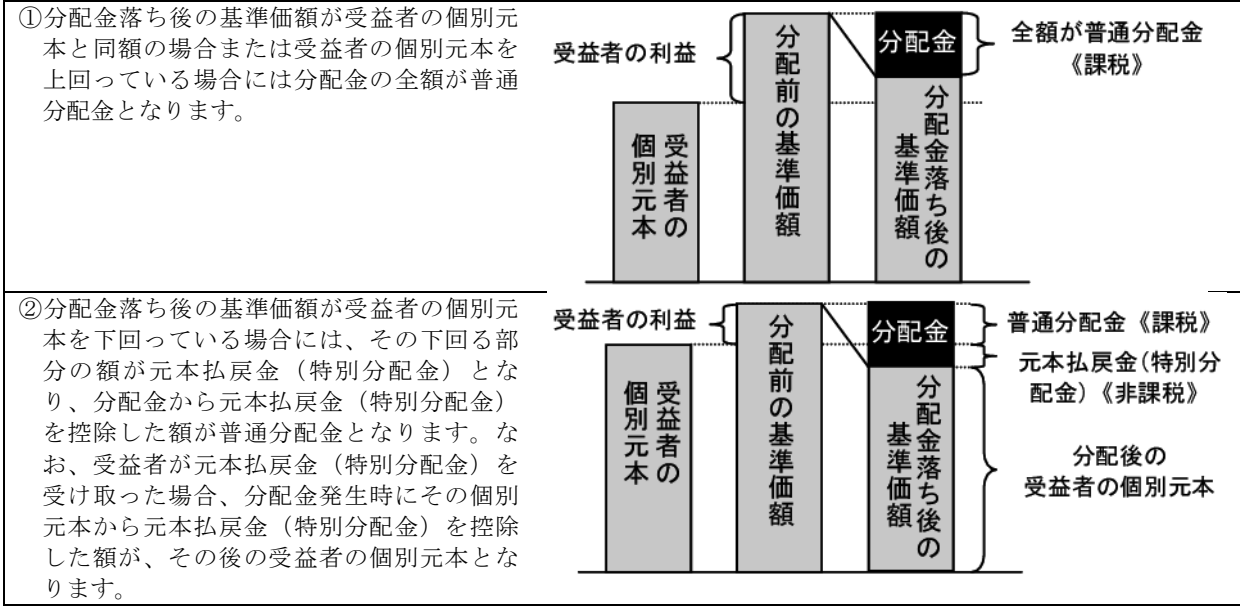 ①分配金落ち後の基準価額が受益者の個別元
本と同額の場合または受益者の個別元本を
上回っている場合には分配金の全額が普通
分配金となります。
受益者の利益
分配前の基準価額
分配金
全額が普通分配金
《課税》
受益者の
個別元本
分配金落ち後の
基準価額
②分配金落ち後の基準価額が受益者の個別元
本を下回っている場合には、その下回る部
分の額が元本払戻金（特別分配金）とな
り、分配金から元本払戻金（特別分配金）
を控除した額が普通分配金となります。な
お、受益者が元本払戻金（特別分配金）を
受け取った場合、分配金発生時にその個別
元本から元本払戻金（特別分配金）を控除
した額が、その後の受益者の個別元本とな
ります。
受益者の利益
分配前の基準価額
分配金
普通分配金《課税》
元本払戻金(特別分
配金)《非課税》
受益者の
個別元本
分配金落ち後の
基準価額
分配後の
受益者の個別元本